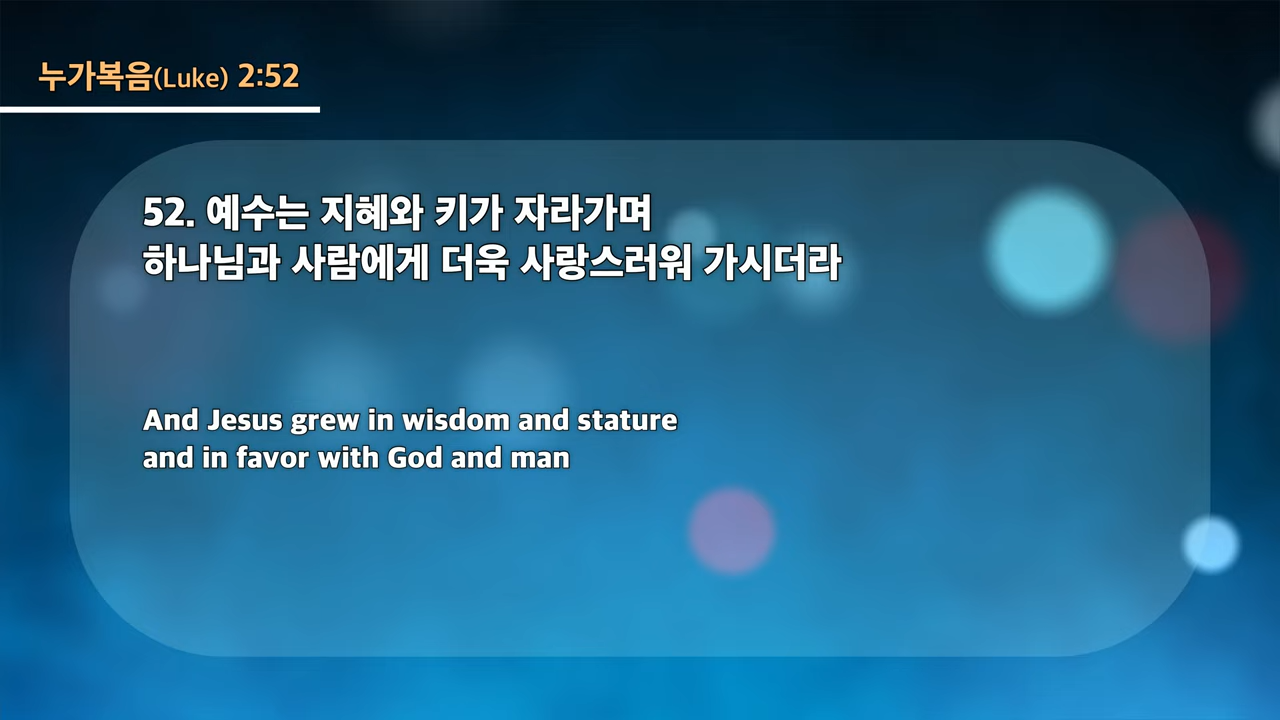 누가복음(Luke) 2:52
52. 예수는 지혜와 키가 자라가며
하나님과 사람에게 더욱 사랑스러워 가시더라
And Jesus grew in wisdom and stature
and in favor with God and man